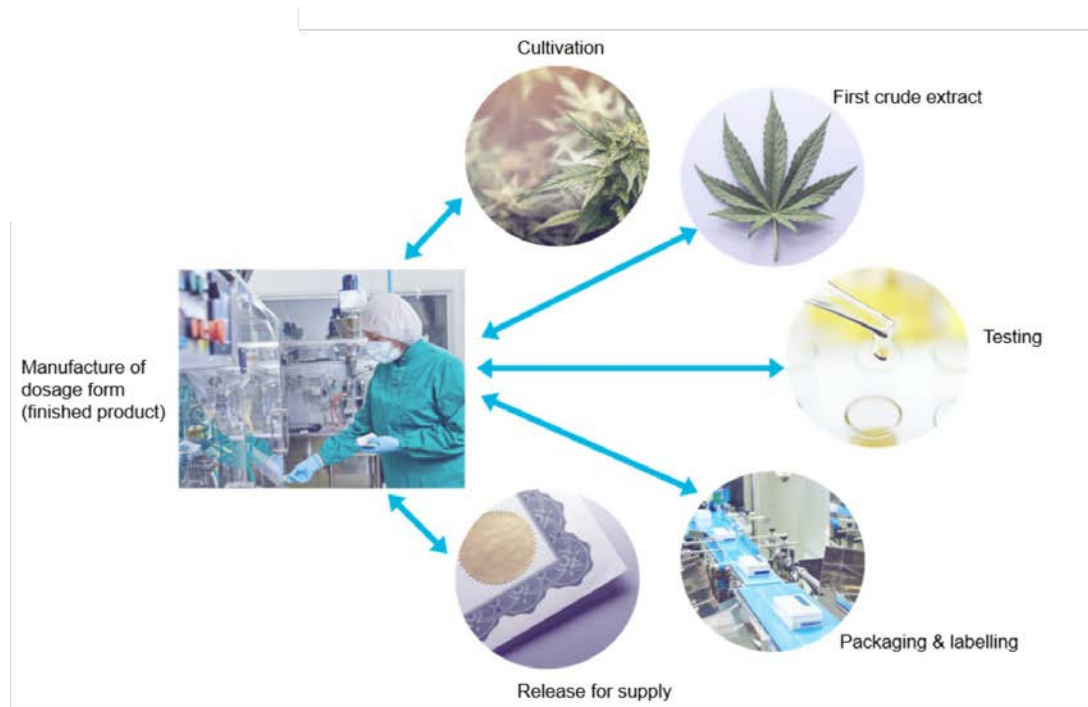 Cultivation
First crude extract
Testing
Manufacture of
dosage form
(finished product)
Packaging & labelling
Release for supply